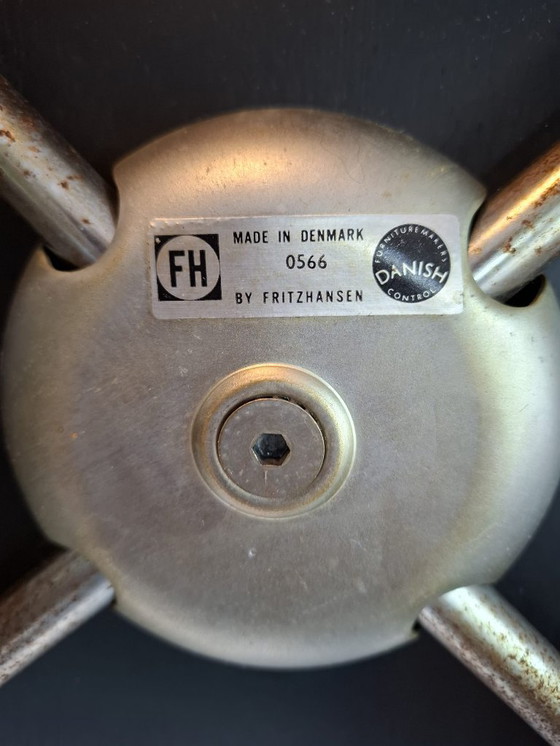 FH
MADE IN DENMARK
0566
BY FRITZHANSEN
FURNITUREMAKERS
DANISH
CONTROL